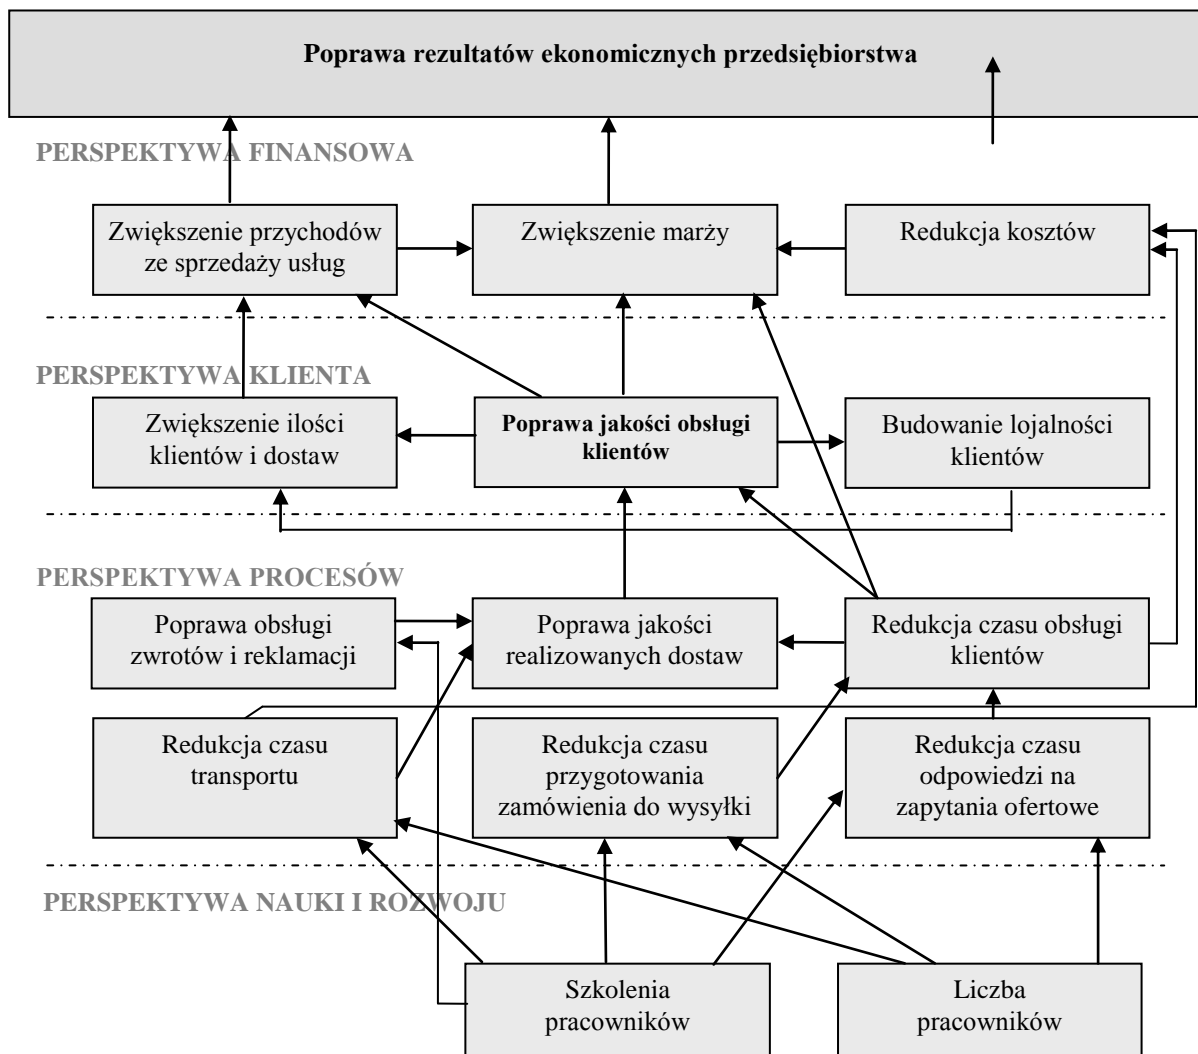 Poprawa rezultatów ekonomicznych przedsiębiorstwa
PERSPEKTYWA FINANSOWA
Zwiększenie przychodów
ze sprzedaży usług
Zwiększenie marży
Redukcja kosztów
PERSPEKTYWA KLIENTA
Zwiększenie ilości
klientów i dostaw
Poprawa jakości obsługi
klientów
Budowanie lojalności
klientów
PERSPEKTYWA PROCESÓW
Poprawa obsługi
zwrotów i reklamacji
Poprawa jakości
realizowanych dostaw
Redukcja czasu obsługi
klientów
Redukcja czasu
transportu
Redukcja czasu
przygotowania
zamówienia do wysyłki
Redukcja czasu
odpowiedzi na
zapytania ofertowe
PERSPEKTYWA NAUKI I ROZWOJU
Szkolenia
pracowników
Liczba
pracowników